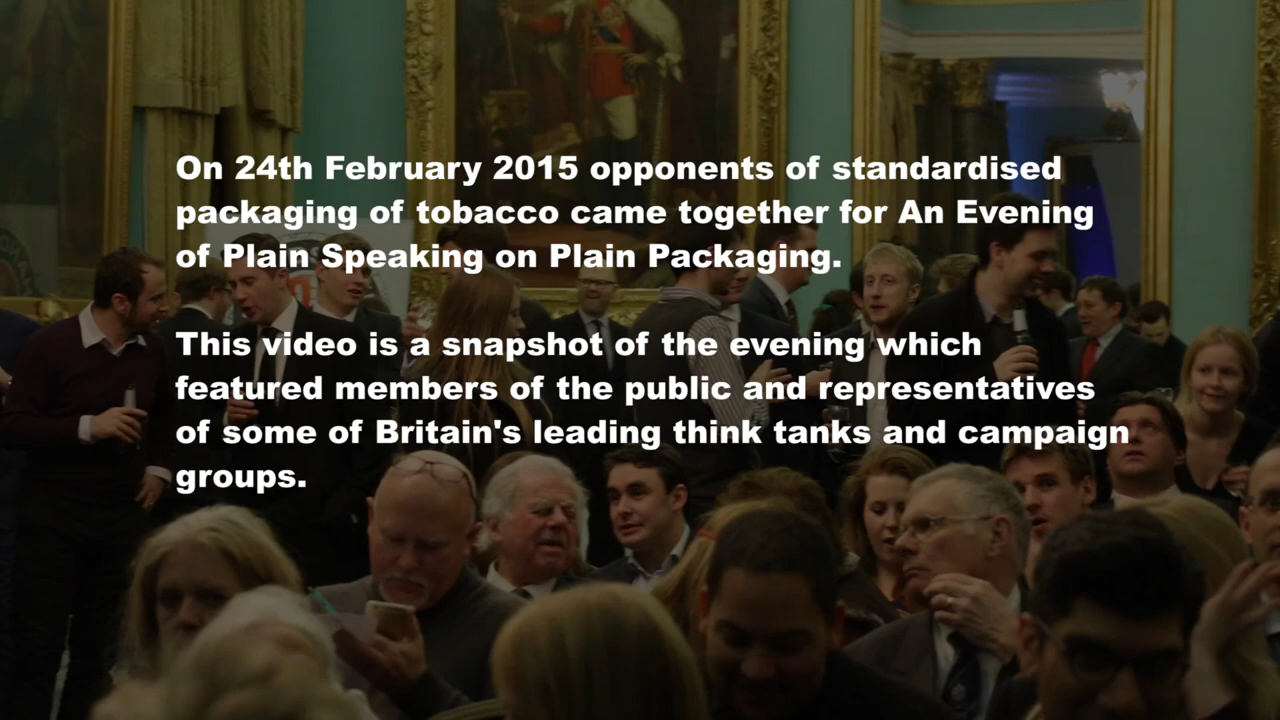 On 24th February 2015 opponents of standardised
packaging of tobacco came together for An Evening
of Plain Speaking on Plain Packaging.
This video is a snapshot of the evening which
featured members of the public and representatives
of some of Britain's leading think tanks and campaign
groups.